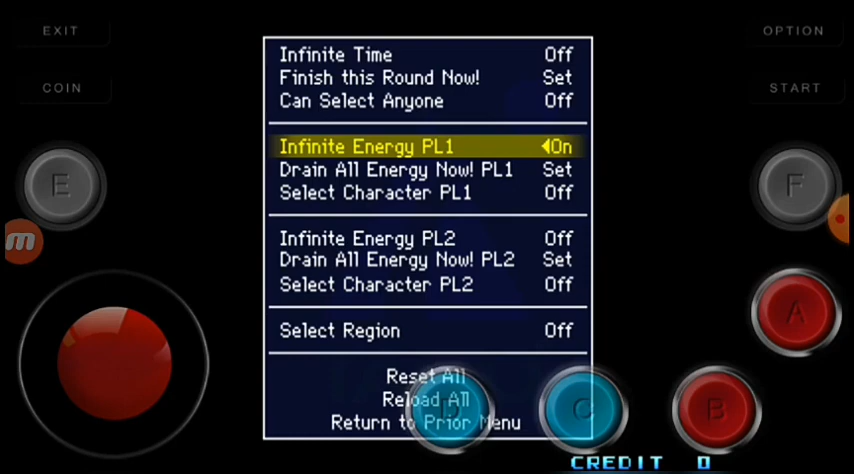 EXIT
OPTION
COIN
START
Infinite Time Off
Finish this Round Now! Set
Can Select Anyone Off
Infinite Energy PL1 On
Drain All Energy Now! PL1 Set
Select Character PL1 Off
Infinite Energy PL2 Off
Drain All Energy Now! PL2 Set
Select Character PL2 Off
Select Region Off
Reset All
Reload All
Return to Prior Menu
E
F
A
D
C
B
CREDIT 0